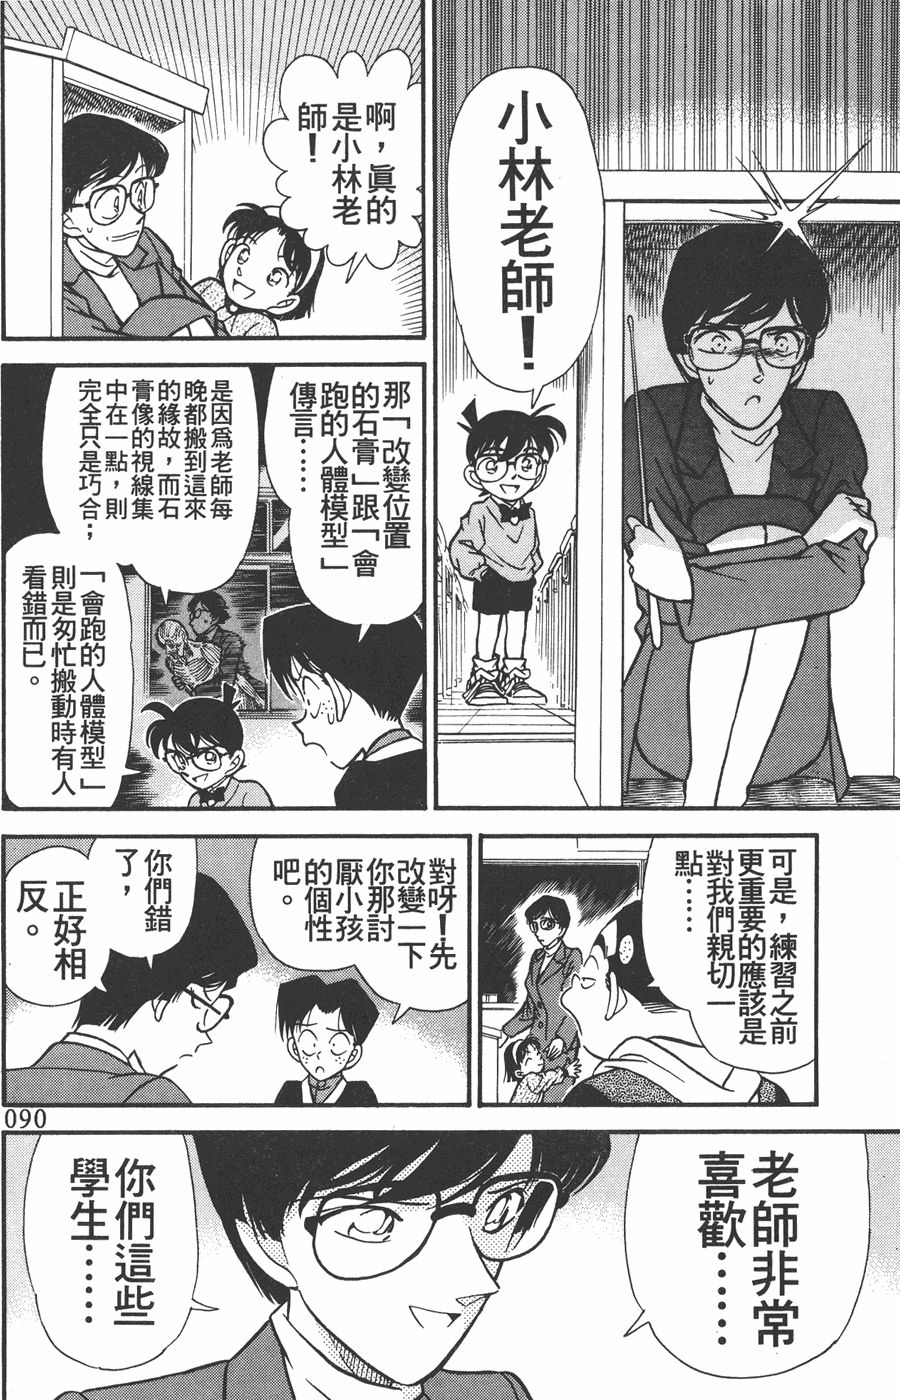 小林老師！
啊，真的
是小林老
師！
那「改變位置
的石膏」跟「會
跑的人體模型」
傳言……
是因為老師每
晚都搬到這來
的緣故，而石
膏像的視線集
中在一點，則
完全只是巧合；
「會跑的人體模型」
則是匆忙搬動時有人
看錯而已。
可是，練習之前
更重要的應該是
對我們親切一
點……
對呀！先
改變一下
你那討
厭小孩
的個性
吧。
你們錯
了，
正好相
反。
老師非常
喜歡……
你們這些
學生……
090